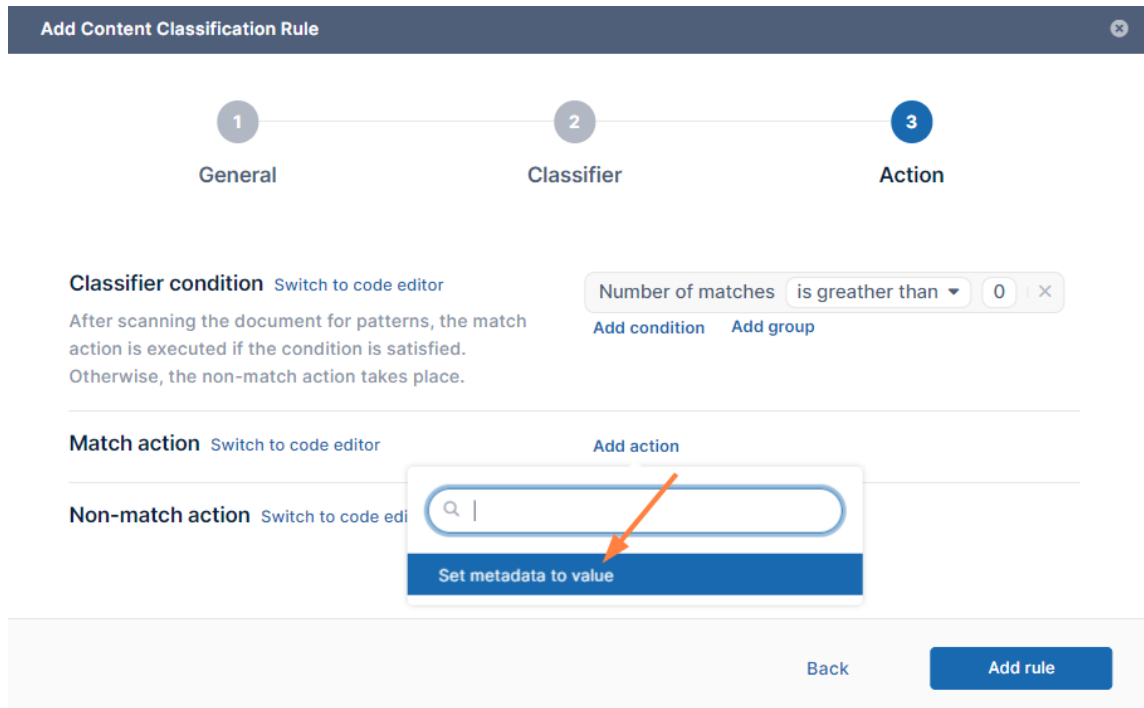 Add Content Classification Rule
1
2
3
General
Classifier
Action
Classifier condition Switch to code editor
Number of matches is greather than 0
After scanning the document for patterns, the match
action is executed if the condition is satisfied.
Otherwise, the non-match action takes place.
Add condition Add group
Match action Switch to code editor
Add action
Non-match action Switch to code edi
Set metadata to value
Back
Add rule